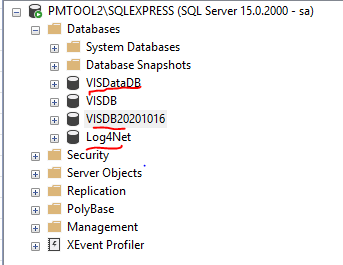 PMTOOL2\SQLEXPRESS (SQL Server 15.0.2000 - sa)
Databases
System Databases
Database Snapshots
VISDataDB
VISDB
VISDB20201016
Log4Net
Security
Server Objects
Replication
PolyBase
Management
XEvent Profiler